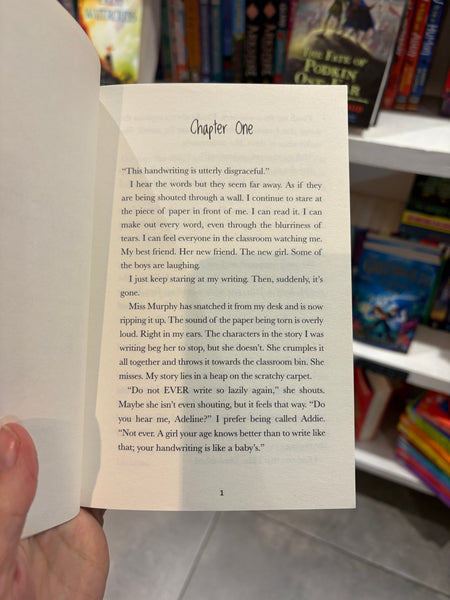 THE FATE OF
PODKIN
ONE EAR
Chapter One
“This handwriting is utterly disgraceful.”
I hear the words but they seem far away. As if they
are being shouted through a wall. I continue to stare at
the piece of paper in front of me. I can read it. I can
make out every word, even through the blurriness of
tears. I can feel everyone in the classroom watching me.
My best friend. Her new friend. The new girl. Some of
the boys are laughing.
I just keep staring at my writing. Then, suddenly, it’s
gone.
Miss Murphy has snatched it from my desk and is now
ripping it up. The sound of the paper being torn is overly
loud. Right in my ears. The characters in the story I was
writing beg her to stop, but she doesn’t. She crumples it
all together and throws it towards the classroom bin. She
misses. My story lies in a heap on the scratchy carpet.
“Do not EVER write so lazily again,” she shouts.
Maybe she isn’t even shouting, but it feels that way. “Do
you hear me, Adeline?” I prefer being called Addie.
“Not ever. A girl your age knows better than to write like
that; your handwriting is like a baby’s.”
1